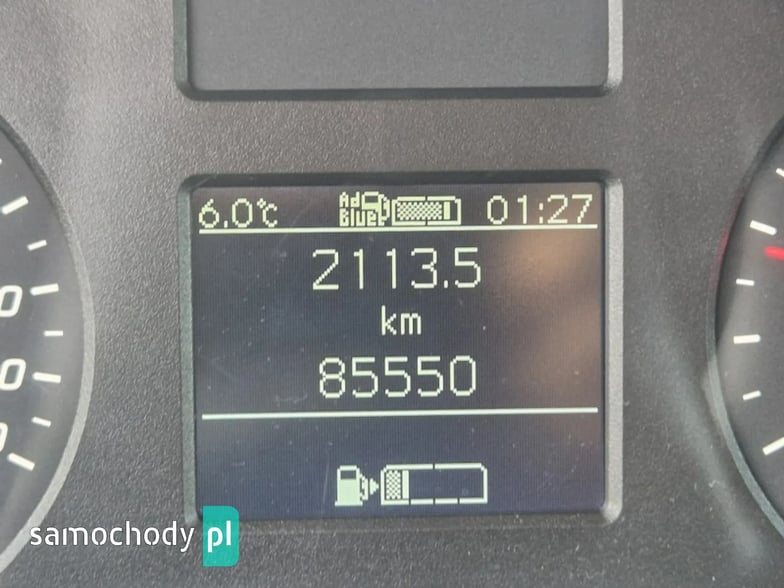 6.0°C Ad Blue 01:27
2113.5
km
85550
samochody pl